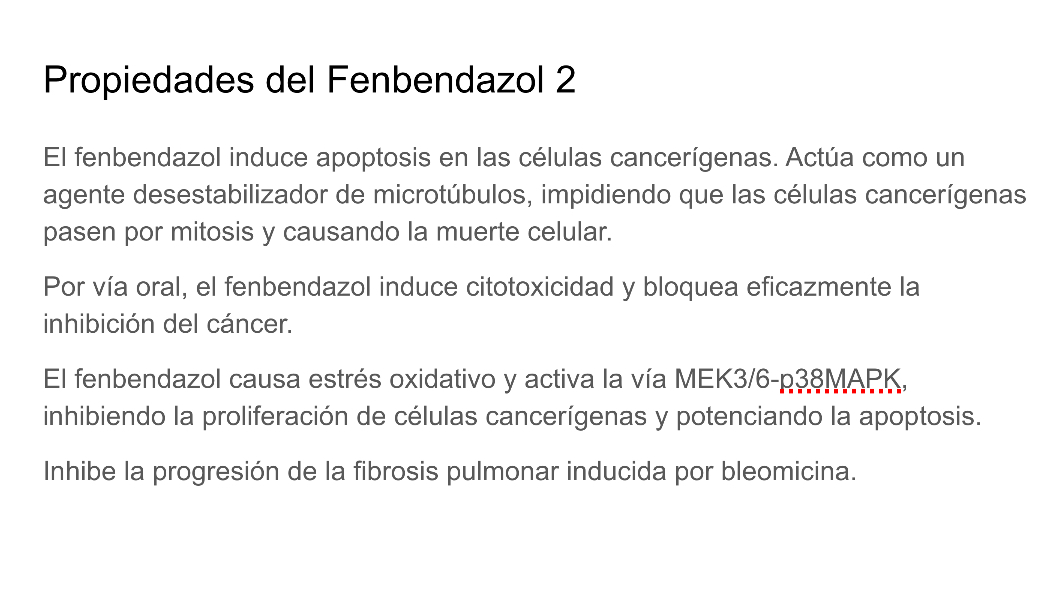 Propiedades del Fenbendazol 2
El fenbendazol induce apoptosis en las células cancerígenas. Actúa como un
agente desestabilizador de microtúbulos, impidiendo que las células cancerígenas
pasen por mitosis y causando la muerte celular.
Por vía oral, el fenbendazol induce citotoxicidad y bloquea eficazmente la
inhibición del cáncer.
El fenbendazol causa estrés oxidativo y activa la vía MEK3/6-p38MAPK,
inhibiendo la proliferación de células cancerígenas y potenciando la apoptosis.
Inhibe la progresión de la fibrosis pulmonar inducida por bleomicina.